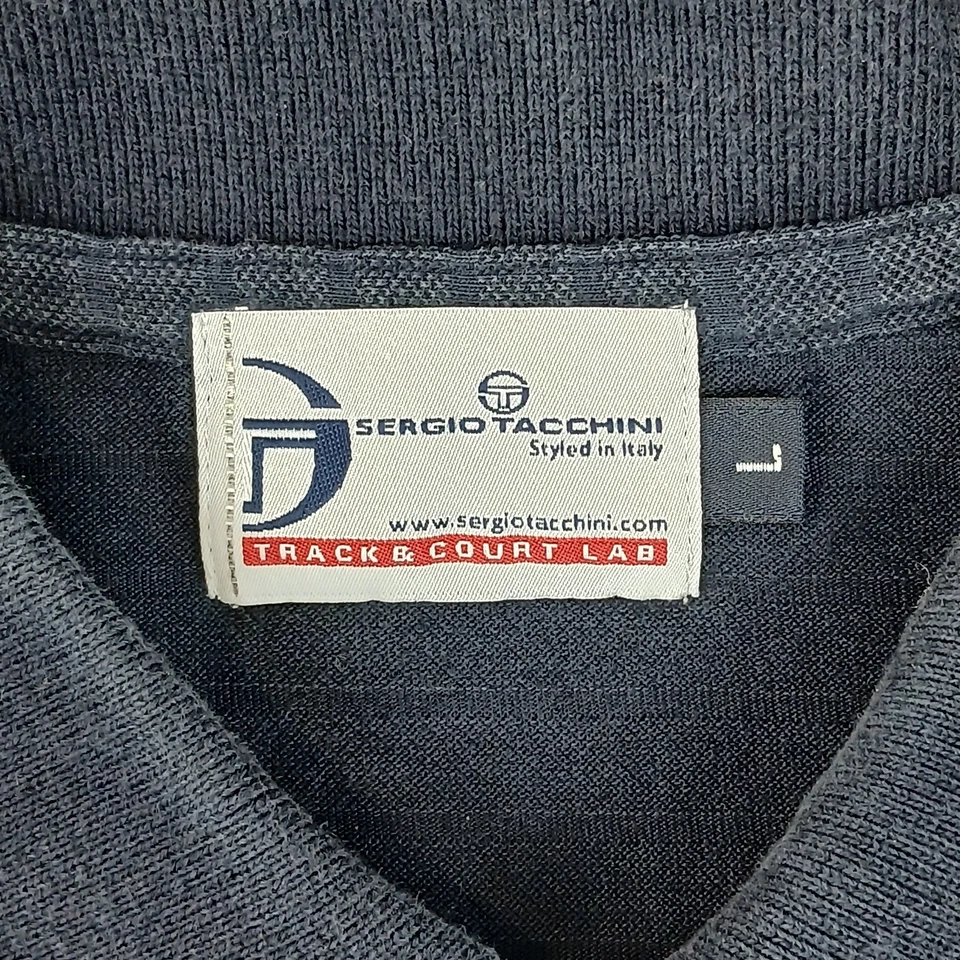 SERGIO TACCHINI
Styled in Italy
www.sergiotacchini.com
TRACK & COURT LAB
L